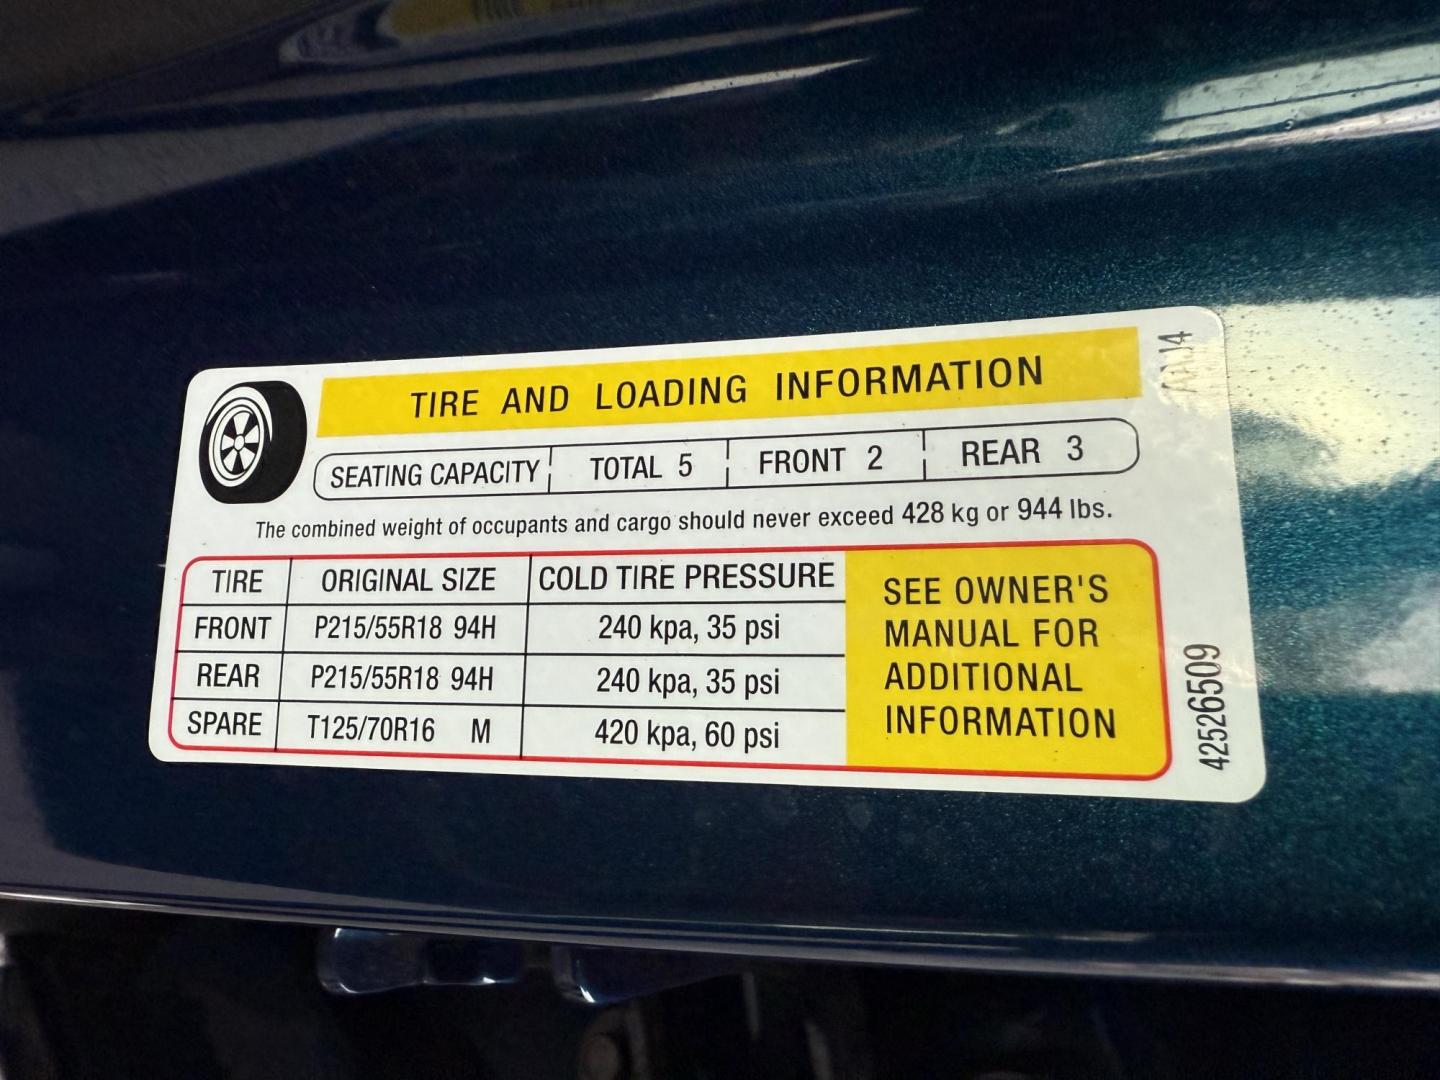 TIRE AND LOADING INFORMATION
SEATING CAPACITY TOTAL 5 FRONT 2 REAR 3
The combined weight of occupants and cargo should never exceed 428 kg or 944 lbs.
TIRE ORIGINAL SIZE COLD TIRE PRESSURE
FRONT P215/55R18 94H 240 kpa, 35 psi
REAR P215/55R18 94H 240 kpa, 35 psi
SPARE T125/70R16 M 420 kpa, 60 psi
SEE OWNER'S
MANUAL FOR
ADDITIONAL
INFORMATION
42526509